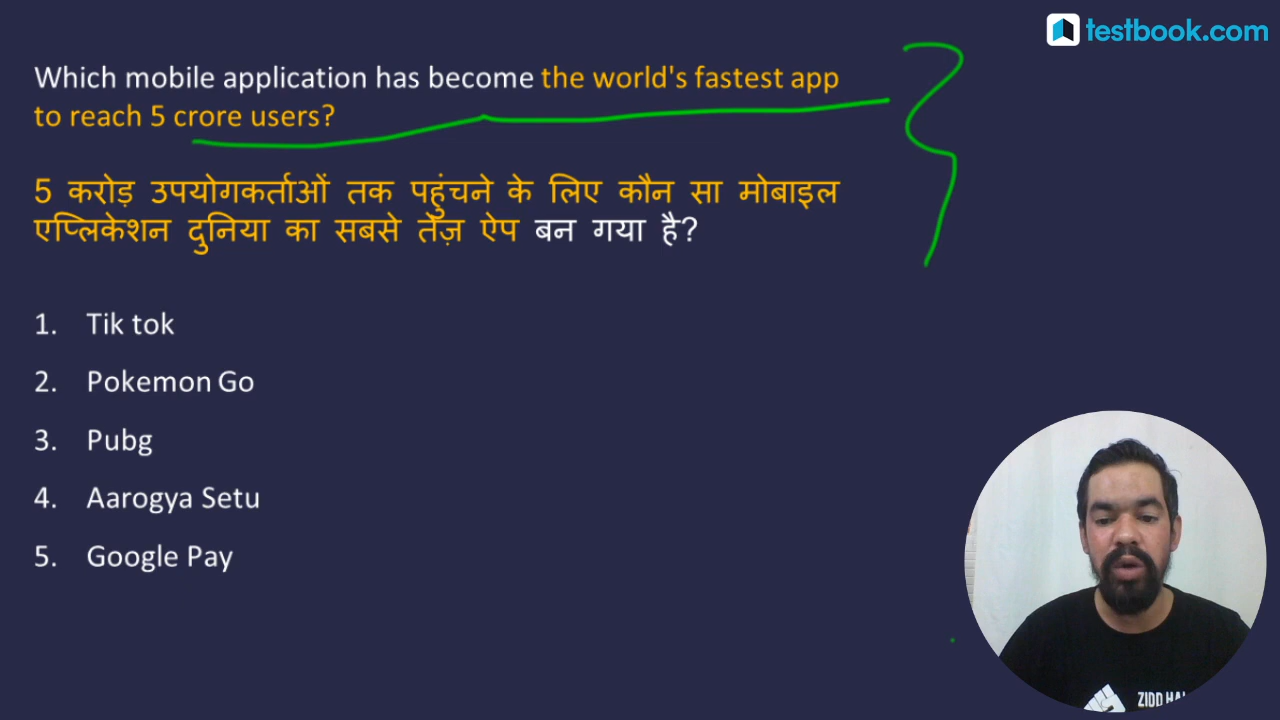 testbook.com
Which mobile application has become the world's fastest app
to reach 5 crore users?
5 करोड़ उपयोगकर्ताओं तक पहुंचने के लिए कौन सा मोबाइल
एप्लिकेशन दुनिया का सबसे तेज़ ऐप बन गया है?
1. Tik tok
2. Pokemon Go
3. Pubg
4. Aarogya Setu
5. Google Pay
ZIDD